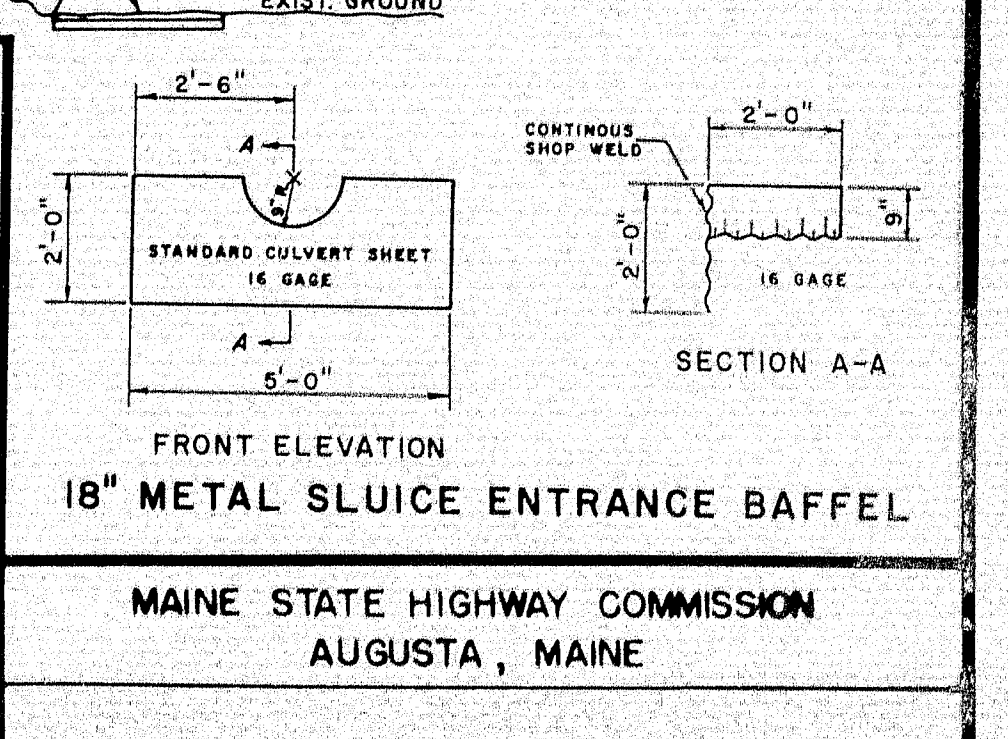 EXIST. GROUND
2'-6"
A
9" R
2'-0"
STANDARD CULVERT SHEET
16 GAGE
A
5'-0"
FRONT ELEVATION
CONTINOUS
SHOP WELD
2'-0"
2'-0"
9"
16 GAGE
SECTION A-A
18" METAL SLUICE ENTRANCE BAFFEL
MAINE STATE HIGHWAY COMMISSION
AUGUSTA, MAINE